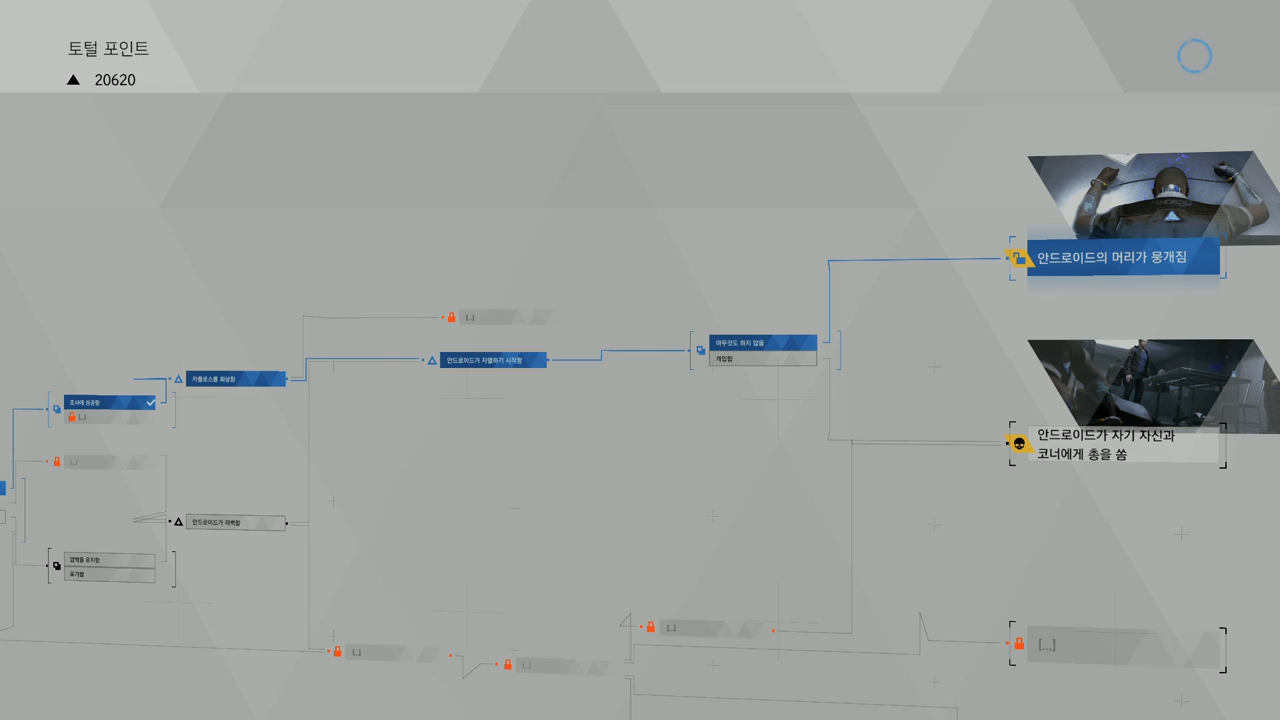 토털 포인트
20620
안드로이드의 머리가 뭉개짐
[...]
아무것도 하지 않음
개입함
안드로이드가 자멸하기 시작함
카를로스를 회상함
조사에 성공함
[...]
안드로이드가 자기 자신과
코너에게 총을 쏨
[...]
안드로이드가 자백함
압박을 유지함
포기함
[...]
[...]
[...]
[...]